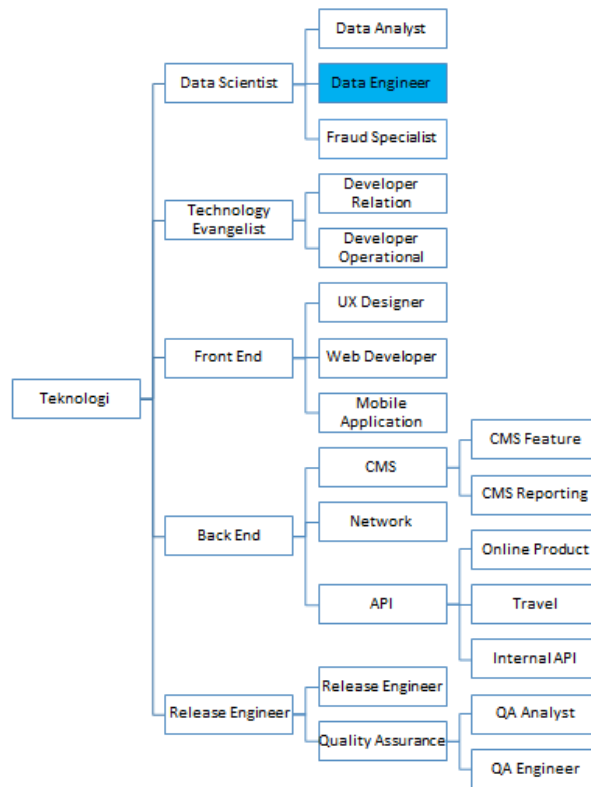 Teknologi
Data Scientist
Data Analyst
Data Engineer
Fraud Specialist
Technology
Evangelist
Developer
Relation
Developer
Operational
Front End
UX Designer
Web Developer
Mobile
Application
Back End
CMS
CMS Feature
CMS Reporting
Network
API
Online Product
Travel
Internal API
Release Engineer
Release Engineer
Quality Assurance
QA Analyst
QA Engineer